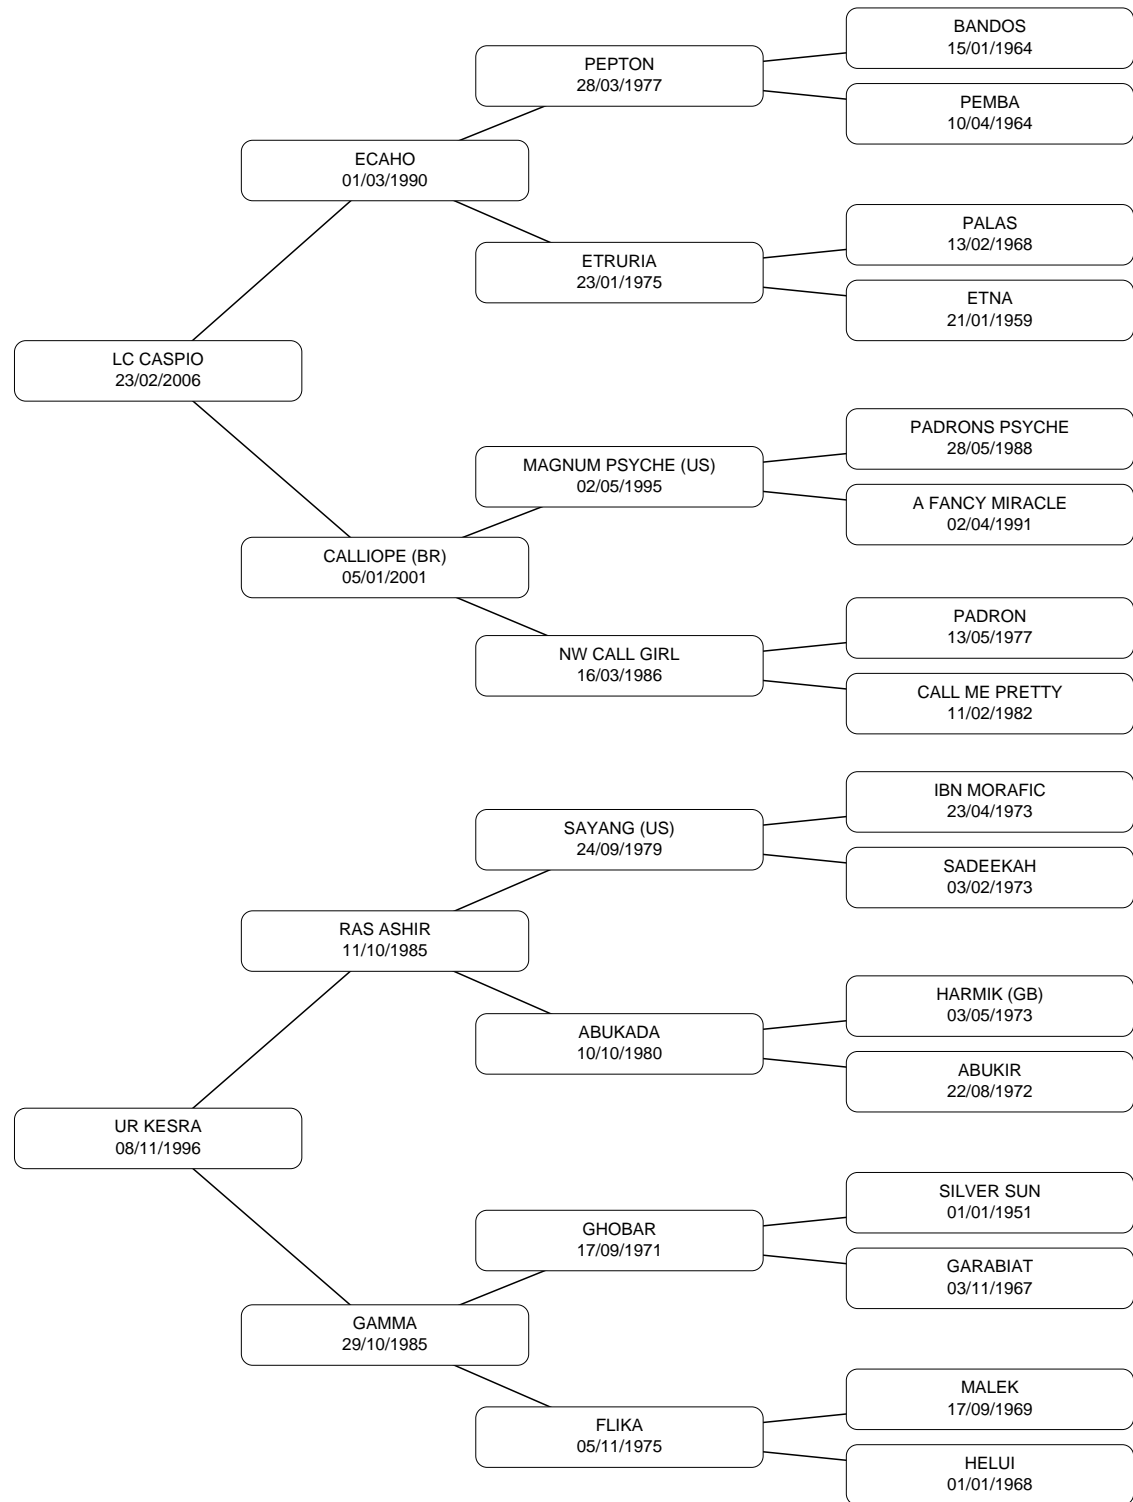 BANDOS
15/01/1964
PEPTON
28/03/1977
PEMBA
10/04/1964
ECAHO
01/03/1990
PALAS
13/02/1968
ETRURIA
23/01/1975
ETNA
21/01/1959
LC CASPIO
23/02/2006
PADRONS PSYCHE
28/05/1988
MAGNUM PSYCHE (US)
02/05/1995
A FANCY MIRACLE
02/04/1991
CALLIOPE (BR)
05/01/2001
PADRON
13/05/1977
NW CALL GIRL
16/03/1986
CALL ME PRETTY
11/02/1982
IBN MORAFIC
23/04/1973
SAYANG (US)
24/09/1979
SADEEKAH
03/02/1973
RAS ASHIR
11/10/1985
HARMIK (GB)
03/05/1973
ABUKADA
10/10/1980
ABUKIR
22/08/1972
UR KESRA
08/11/1996
SILVER SUN
01/01/1951
GHOBAR
17/09/1971
GARABIAT
03/11/1967
GAMMA
29/10/1985
MALEK
17/09/1969
FLIKA
05/11/1975
HELUI
01/01/1968